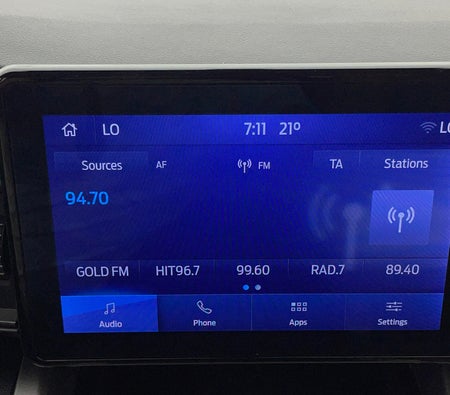 LO 7:11 21° LO
Sources AF FM TA Stations
94.70
GOLD FM HIT96.7 99.60 RAD.7 89.40
Audio Phone Apps Settings